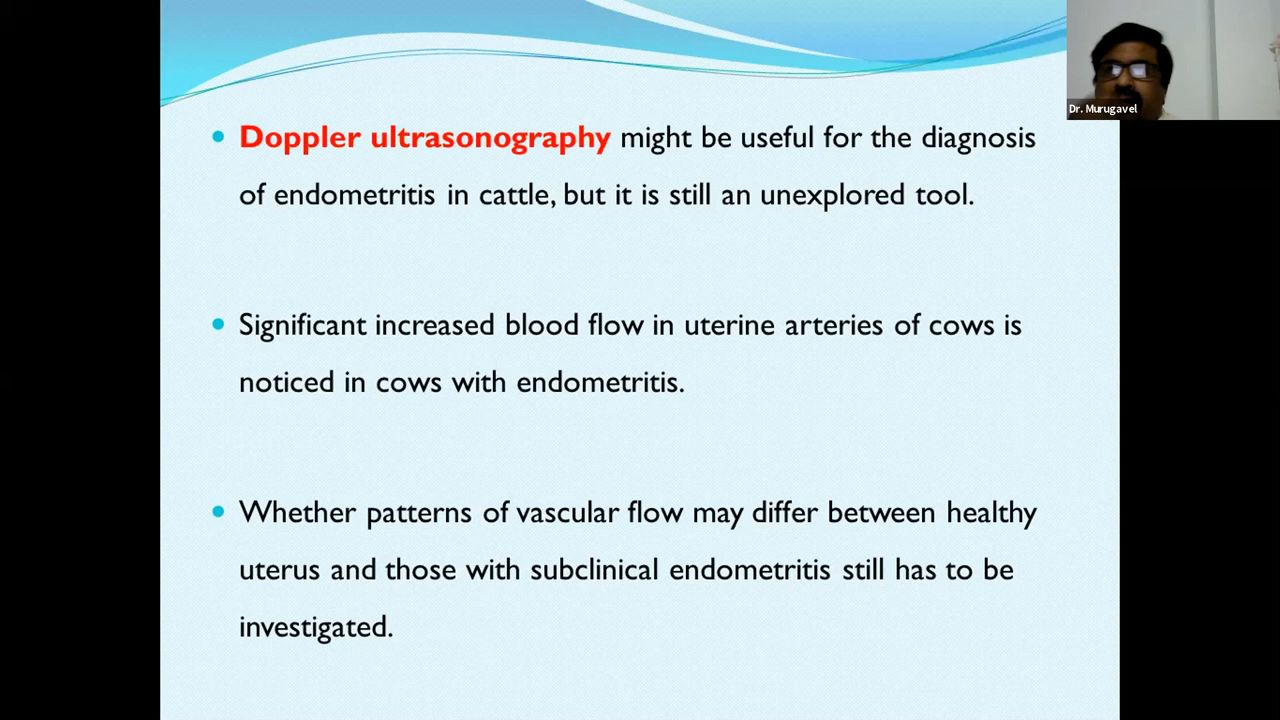 Dr. Murugavel
• Doppler ultrasonography might be useful for the diagnosis
of endometritis in cattle, but it is still an unexplored tool.
• Significant increased blood flow in uterine arteries of cows is
noticed in cows with endometritis.
• Whether patterns of vascular flow may differ between healthy
uterus and those with subclinical endometritis still has to be
investigated.